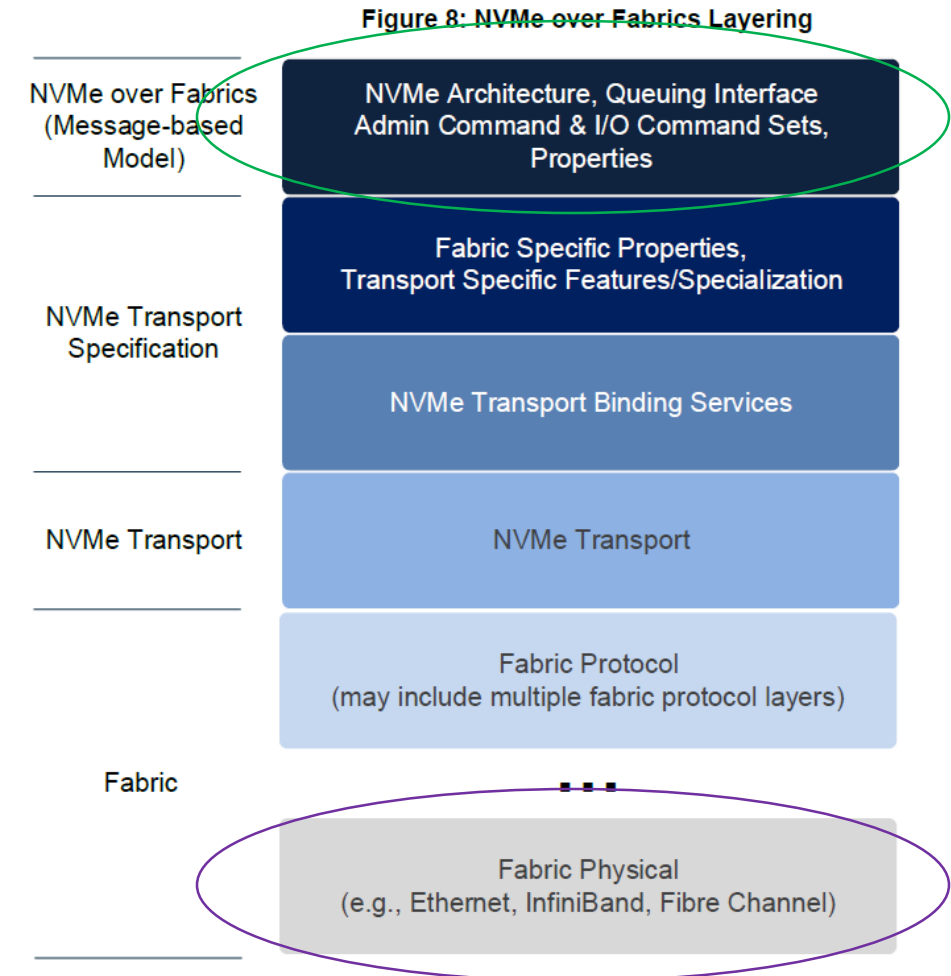 Figure 8: NVMe over Fabrics Layering
NVMe over Fabrics
(Message-based
Model)
NVMe Architecture, Queuing Interface
Admin Command & I/O Command Sets,
Properties
NVMe Transport
Specification
Fabric Specific Properties,
Transport Specific Features/Specialization
NVMe Transport Binding Services
NVMe Transport
NVMe Transport
Fabric
Fabric Protocol
(may include multiple fabric protocol layers)
...
Fabric Physical
(e.g., Ethernet, InfiniBand, Fibre Channel)